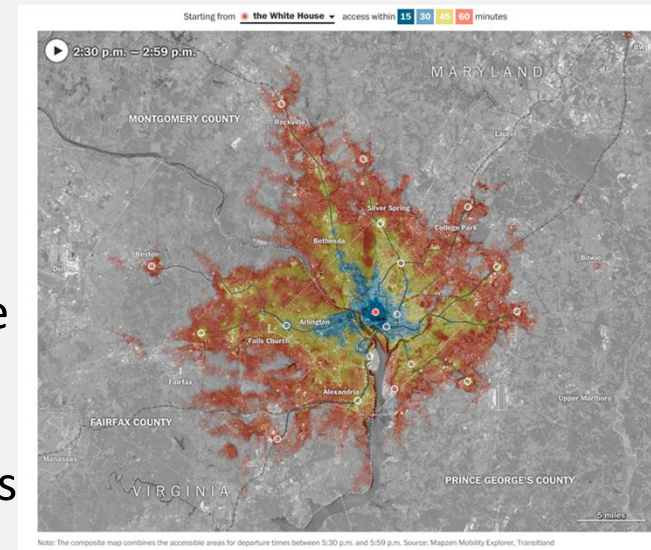 Starting from the White House access within 15 30 45 60 minutes
2:30 p.m. – 2:59 p.m.
MARYLAND
MONTGOMERY COUNTY
Rockville
Laurel
Silver Spring
College Park
Bethesda
Reston
Bowie
Arlington
Falls Church
Fairfax
Alexandria
Upper Marlboro
FAIRFAX COUNTY
Manassas
VIRGINIA
PRINCE GEORGE'S COUNTY
5 miles
Note: The composite map combines the accessible areas for departure times between 5:30 p.m. and 5:59 p.m. Source: Mapzen Mobility Explorer, Transitland
e
s